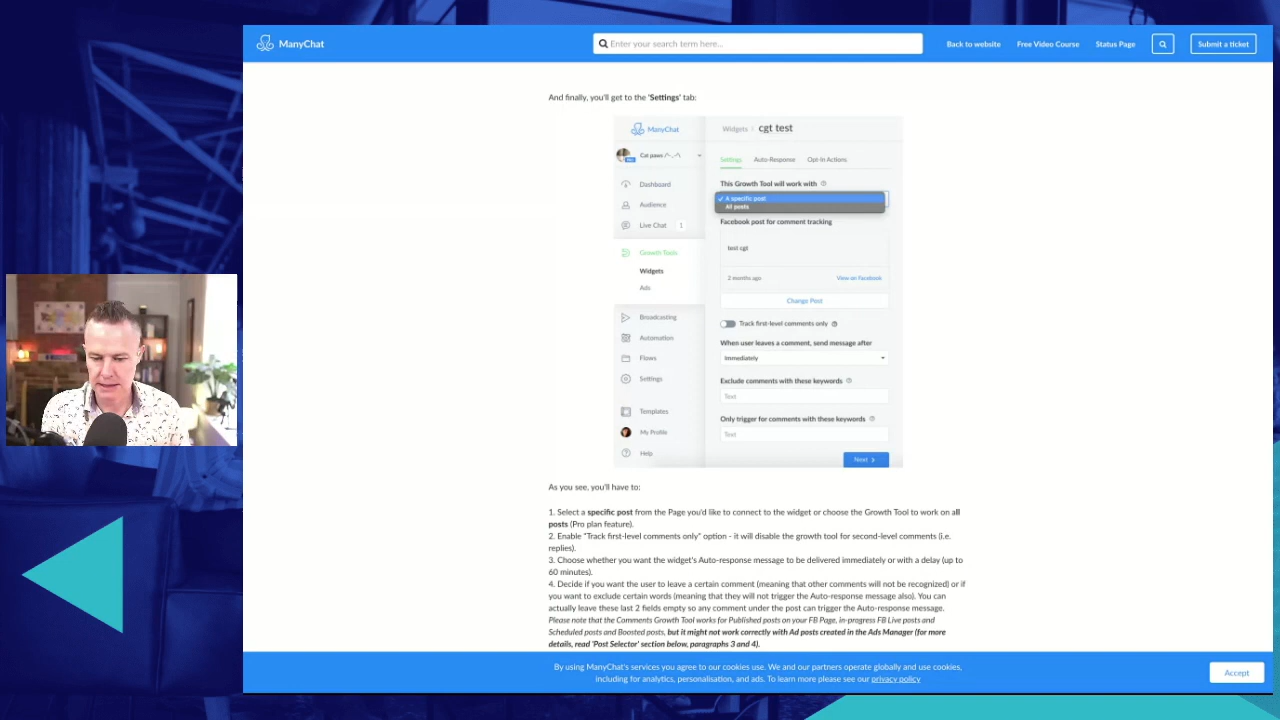 ManyChat
Enter your search term here...
Back to website
Free Video Course
Status Page
Submit a ticket
And finally, you'll get to the 'Settings' tab:
ManyChat
Widgets
cgt test
Cat paws
Settings
Auto-Response
Opt-In Actions
Dashboard
Audience
Live Chat 1
Growth Tools
Widgets
Ads
Broadcasting
Automation
Flows
Settings
Templates
My Profile
Help
This Growth Tool will work with
A specific post
All posts
Facebook post for comment tracking
test cgt
2 months ago
View on Facebook
Change Post
Track first-level comments only
When user leaves a comment, send message after
Immediately
Exclude comments with these keywords
Text
Only trigger for comments with these keywords
Text
Next
As you see, you'll have to:
1. Select a specific post from the Page you'd like to connect to the widget or choose the Growth Tool to work on all
posts (Pro plan feature).
2. Enable "Track first-level comments only" option - it will disable the growth tool for second-level comments (i.e.
replies).
3. Choose whether you want the widget's Auto-response message to be delivered immediately or with a delay (up to
60 minutes).
4. Decide if you want the user to leave a certain comment (meaning that other comments will not be recognized) or if
you want to exclude certain words (meaning that they will not trigger the Auto-response message also). You can
actually leave these last 2 fields empty so any comment under the post can trigger the Auto-response message.
Please note that the Comments Growth Tool works for Published posts on your FB Page, in-progress FB Live posts and
Scheduled posts and Boosted posts, but it might not work correctly with Ad posts created in the Ads Manager (for more
details, read 'Post Selector' section below, paragraphs 3 and 4).
By using ManyChat's services you agree to our cookies use. We and our partners operate globally and use cookies,
including for analytics, personalisation, and ads. To learn more please see our privacy policy
Accept